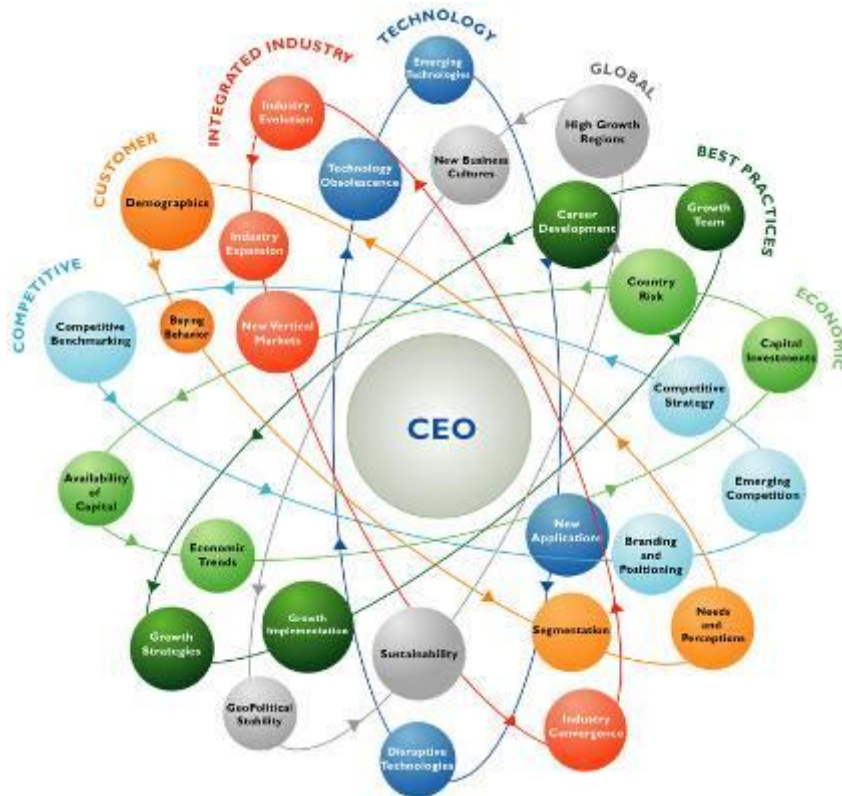 TECHNOLOGY
INTEGRATED INDUSTRY
GLOBAL
CUSTOMER
BEST PRACTICES
COMPETITIVE
ECONOMIC
Emerging
Technologies
Industry
Evolution
High Growth
Regions
Technology
Obsolescence
New Business
Cultures
Demographics
Career
Development
Growth
Team
Industry
Expansion
Country
Risk
Competitive
Benchmarking
Buying
Behavior
New Vertical
Markets
Capital
Investments
Competitive
Strategy
CEO
Availability
of
Capital
Emerging
Competition
Economic
Trends
New
Applications
Branding
and
Positioning
Growth
Strategies
Growth
Implementation
Sustainability
Segmentation
Needs
and
Perceptions
GeoPolitical
Stability
Industry
Convergence
Disruptive
Technologies